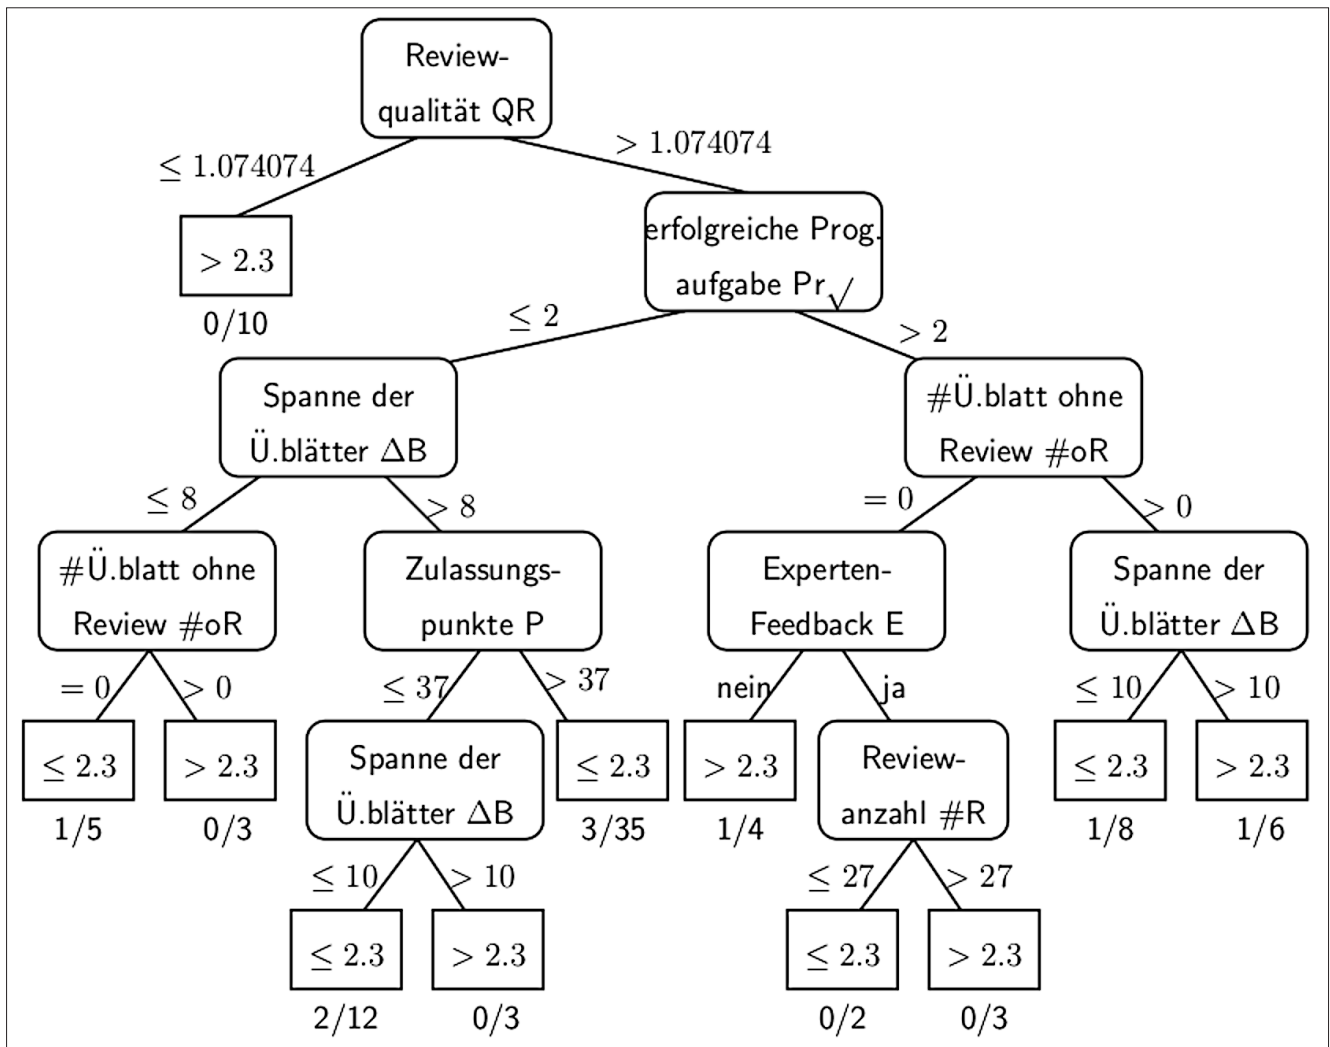 Review-
qualität QR
≤ 1.074074
> 1.074074
> 2.3
0/10
erfolgreiche Prog.
aufgabe Pr√
≤ 2
> 2
Spanne der
Ü.blätter ΔB
#Ü.blatt ohne
Review #oR
≤ 8
> 8
= 0
> 0
#Ü.blatt ohne
Review #oR
Zulassungs-
punkte P
Experten-
Feedback E
Spanne der
Ü.blätter ΔB
= 0
> 0
≤ 37
> 37
nein
ja
≤ 10
> 10
≤ 2.3
1/5
> 2.3
0/3
Spanne der
Ü.blätter ΔB
≤ 2.3
3/35
> 2.3
1/4
Review-
anzahl #R
≤ 2.3
1/8
> 2.3
1/6
≤ 10
> 10
≤ 27
> 27
≤ 2.3
2/12
> 2.3
0/3
≤ 2.3
0/2
> 2.3
0/3